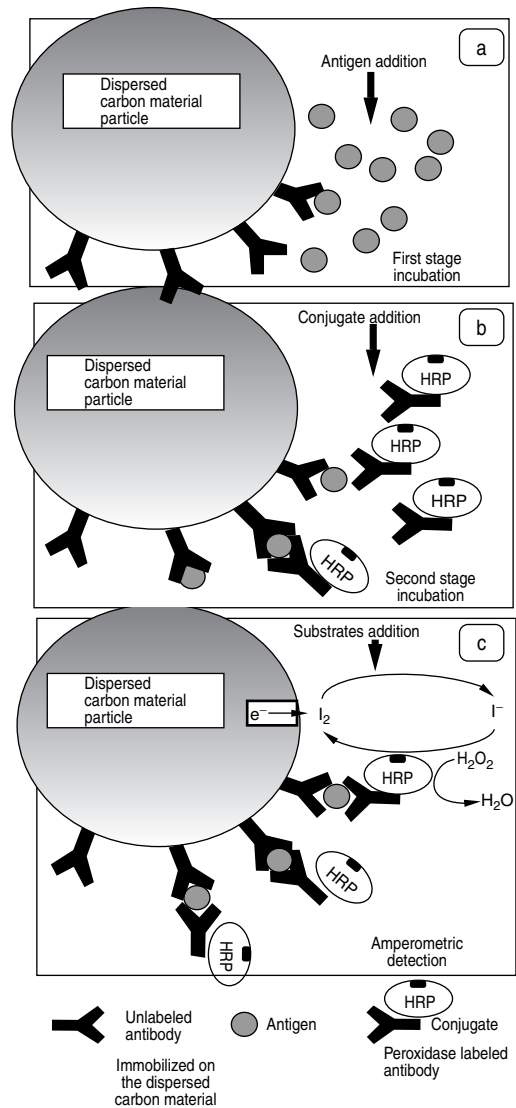 a
Dispersed
carbon material
particle
Antigen addition
First stage
incubation
b
Conjugate addition
Dispersed
carbon material
particle
HRP
HRP
HRP
HRP
Second stage
incubation
c
Substrates addition
Dispersed
carbon material
particle
e⁻
I₂
I⁻
HRP
H₂O₂
H₂O
HRP
HRP
Amperometric
detection
HRP
Unlabeled
antibody
Antigen
Conjugate
Peroxidase labeled
antibody
Immobilized on
the dispersed
carbon material